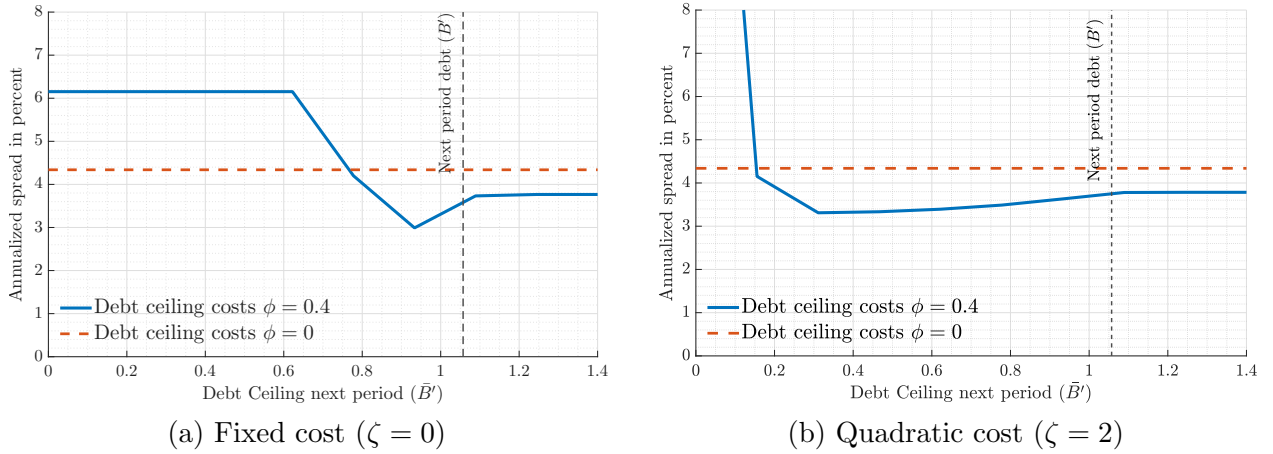 8
7
6
5
4
3
2
1
0
Annualized spread in percent
Next period debt (B′)
Debt ceiling costs ϕ = 0.4
Debt ceiling costs ϕ = 0
0 0.2 0.4 0.6 0.8 1 1.2 1.4
Debt Ceiling next period (B̄′)
(a) Fixed cost (ζ = 0)
8
7
6
5
4
3
2
1
0
Annualized spread in percent
Next period debt (B′)
Debt ceiling costs ϕ = 0.4
Debt ceiling costs ϕ = 0
0 0.2 0.4 0.6 0.8 1 1.2 1.4
Debt Ceiling next period (B̄′)
(b) Quadratic cost (ζ = 2)